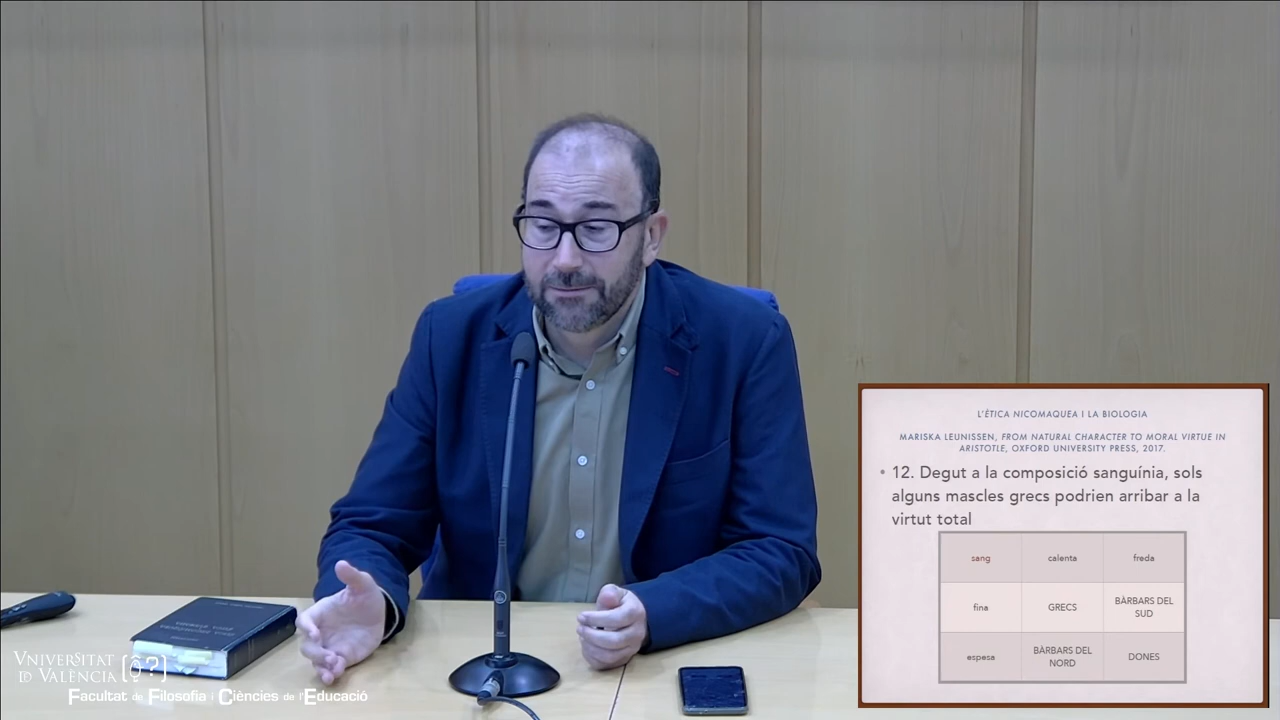 L'ÈTICA NICOMAQUEA I LA BIOLOGIA
MARISKA LEUNISSEN, FROM NATURAL CHARACTER TO MORAL VIRTUE IN
ARISTOTLE, OXFORD UNIVERSITY PRESS, 2017.
• 12. Degut a la composició sanguínia, sols
alguns mascles grecs podrien arribar a la
virtut total
sang calenta freda
fina GRECS BÀRBARS DEL
SUD
espesa BÀRBARS DEL
NORD DONES
VNIVERSITAT
ID VALÈNCIA [Ô?]
Facultat de Filosofia i Ciències de l'Educació